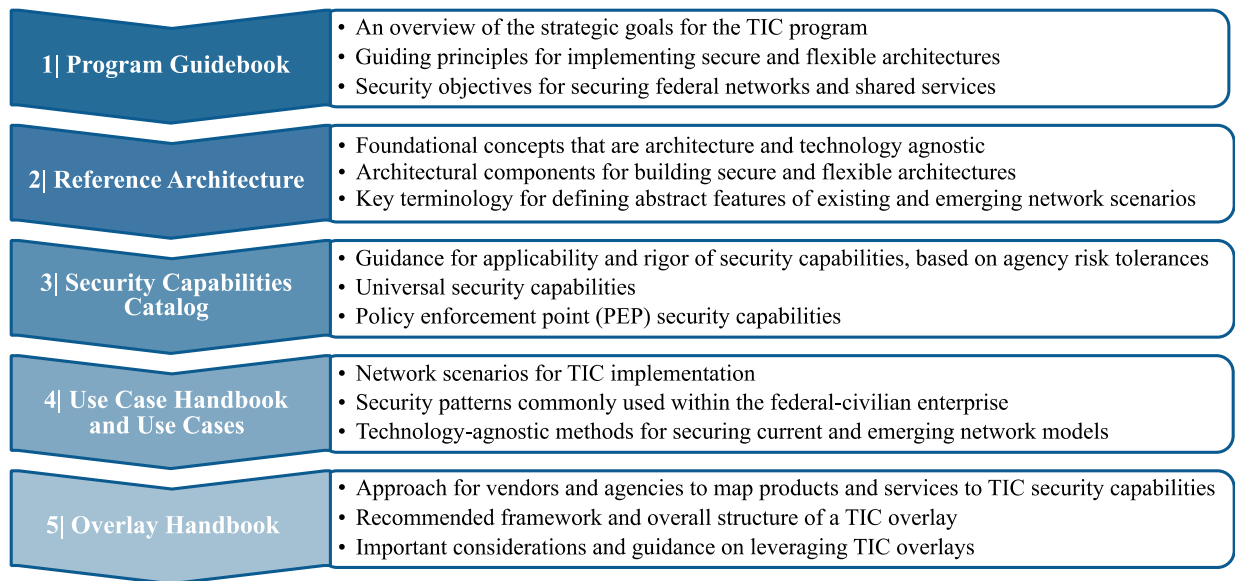 1| Program Guidebook
• An overview of the strategic goals for the TIC program
• Guiding principles for implementing secure and flexible architectures
• Security objectives for securing federal networks and shared services
2| Reference Architecture
• Foundational concepts that are architecture and technology agnostic
• Architectural components for building secure and flexible architectures
• Key terminology for defining abstract features of existing and emerging network scenarios
3| Security Capabilities
Catalog
• Guidance for applicability and rigor of security capabilities, based on agency risk tolerances
• Universal security capabilities
• Policy enforcement point (PEP) security capabilities
4| Use Case Handbook
and Use Cases
• Network scenarios for TIC implementation
• Security patterns commonly used within the federal-civilian enterprise
• Technology-agnostic methods for securing current and emerging network models
5| Overlay Handbook
• Approach for vendors and agencies to map products and services to TIC security capabilities
• Recommended framework and overall structure of a TIC overlay
• Important considerations and guidance on leveraging TIC overlays